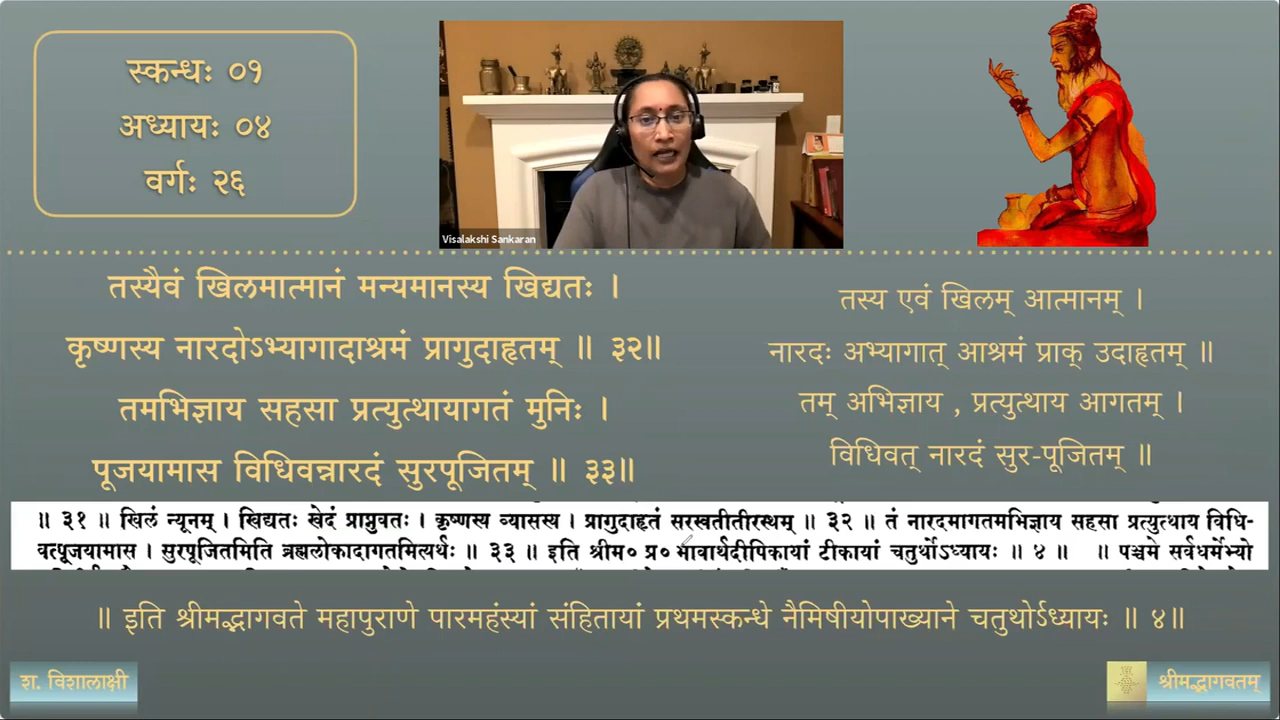 स्कन्धः ०१
अध्यायः ०४
वर्गः २६
Visalakshi Sankaran
तस्यैवं खिलमात्मानं मन्यमानस्य खिद्यतः ।
कृष्णस्य नारदोऽभ्यागादाश्रमं प्रागुदाहृतम् ॥ ३२॥
तमभिज्ञाय सहसा प्रत्युत्थायागतं मुनिः ।
पूजयामास विधिवन्नारदं सुरपूजितम् ॥ ३३॥
तस्य एवं खिलम् आत्मानम् ।
नारदः अभ्यागात् आश्रमं प्राक् उदाहृतम् ॥
तम् अभिज्ञाय , प्रत्युत्थाय आगतम् ।
विधिवत् नारदं सुर-पूजितम् ॥
॥ ३१ ॥ खिलं न्यूनम् । खिद्यतः खेदं प्राप्नुवतः । कृष्णस्य व्यासस्य । प्रागुदाहृतं सरस्वतीतीरस्थम् ॥ ३२ ॥ तं नारदमागतमभिज्ञाय सहसा प्रत्युत्थाय विधि-
वत्पूजयामास । सुरपूजितमिति ब्रह्मलोकादागतमित्यर्थः ॥ ३३ ॥ इति श्रीम० प्र० भावार्थदीपिकायां टीकायां चतुर्थोऽध्यायः ॥ ४ ॥ ॥ पञ्चमे सर्वधर्मेभ्यो
॥ इति श्रीमद्भागवते महापुराणे पारमहंस्यां संहितायां प्रथमस्कन्धे नैमिषीयोपाख्याने चतुर्थोऽध्यायः ॥ ४॥
श. विशालाक्षी
श्रीमद्भागवतम्